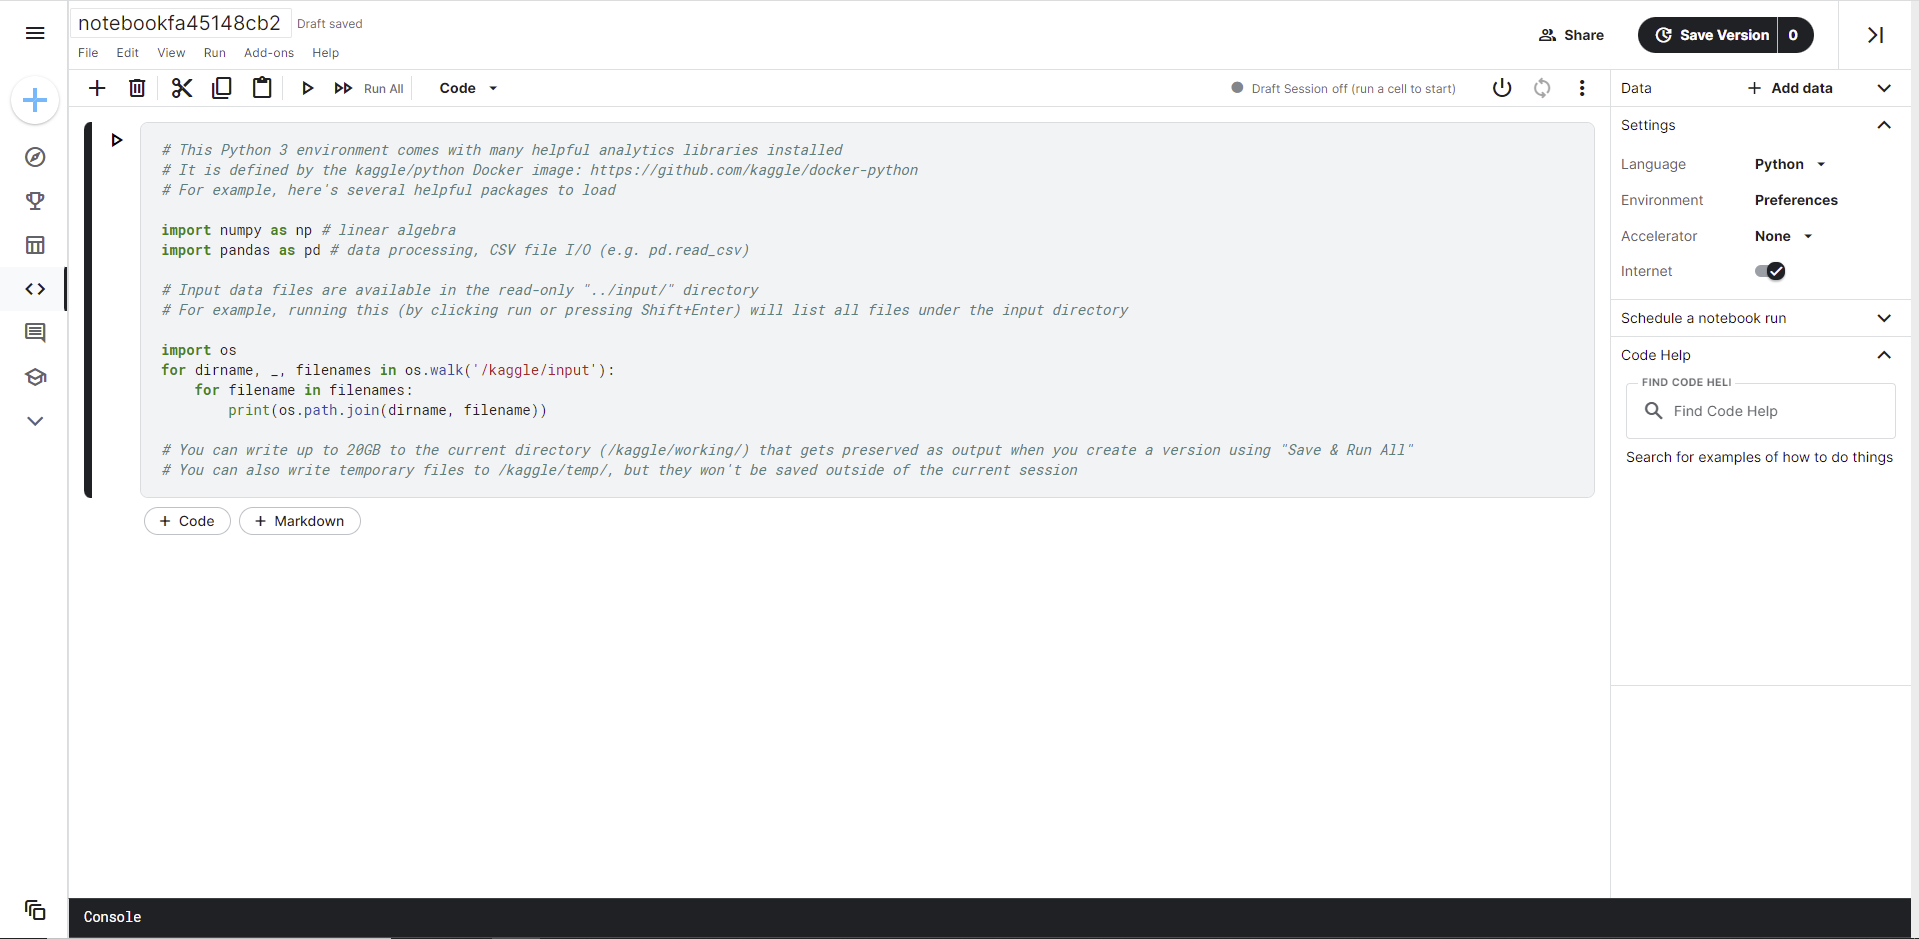 notebookfa45148cb2 Draft saved
File Edit View Run Add-ons Help
Share
Save Version 0
Run All
Code
Draft Session off (run a cell to start)
# This Python 3 environment comes with many helpful analytics libraries installed
# It is defined by the kaggle/python Docker image: https://github.com/kaggle/docker-python
# For example, here's several helpful packages to load
import numpy as np # linear algebra
import pandas as pd # data processing, CSV file I/O (e.g. pd.read_csv)
# Input data files are available in the read-only "../input/" directory
# For example, running this (by clicking run or pressing Shift+Enter) will list all files under the input directory
import os
for dirname, _, filenames in os.walk('/kaggle/input'):
    for filename in filenames:
        print(os.path.join(dirname, filename))
# You can write up to 20GB to the current directory (/kaggle/working/) that gets preserved as output when you create a version using "Save & Run All"
# You can also write temporary files to /kaggle/temp/, but they won't be saved outside of the current session
+ Code + Markdown
Data + Add data
Settings
Language Python
Environment Preferences
Accelerator None
Internet
Schedule a notebook run
Code Help
FIND CODE HELI
Find Code Help
Search for examples of how to do things
Console